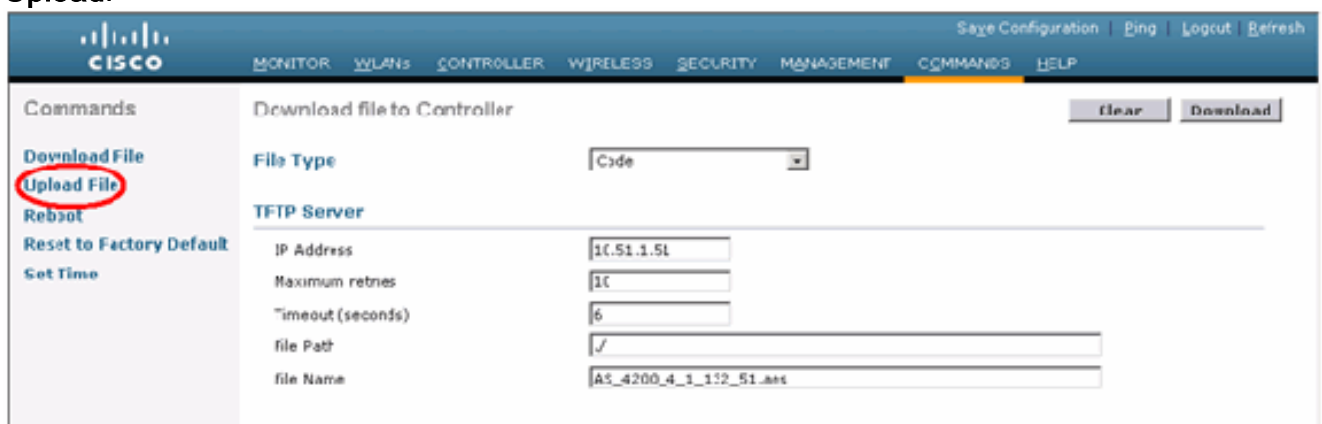 Upload.
CISCO
Save Configuration | Ping | Logout | Refresh
MONITOR WLANs CONTROLLER WIRELESS SECURITY MANAGEMENT COMMANDS HELP
Commands
Download File
Upload File
Reboot
Reset to Factory Default
Set Time
Download file to Controller
Clear
Download
File Type
Code
TFTP Server
IP Address
Maximum retries
10
Timeout (seconds)
6
File Path
./
File Name